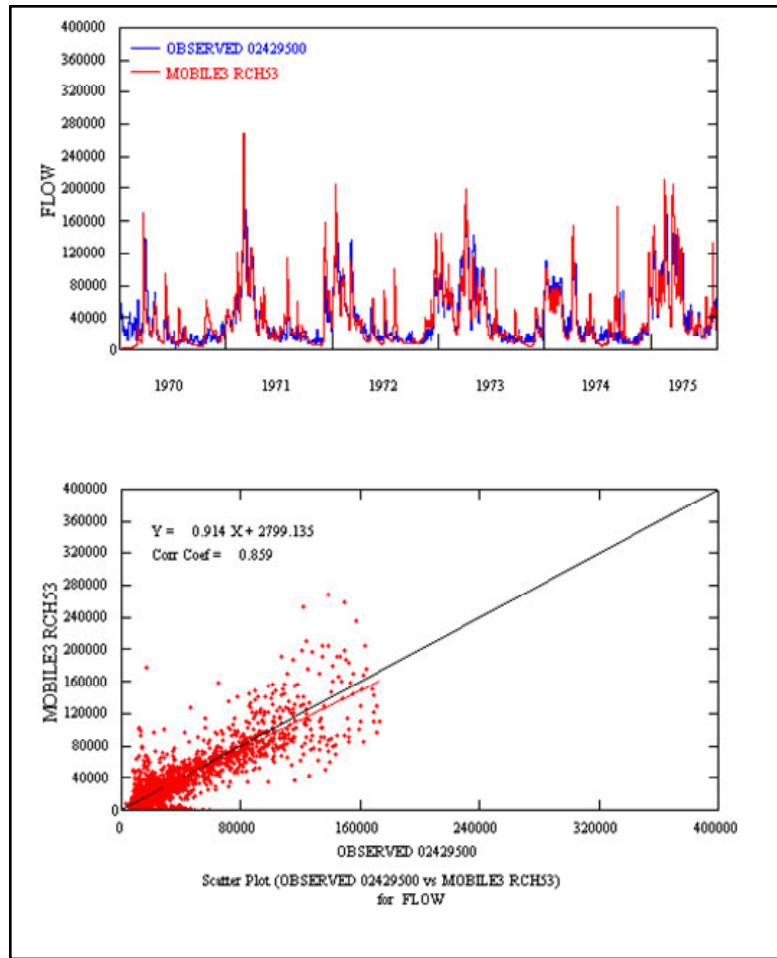 400000
360000
320000
280000
240000
200000
160000
120000
80000
40000
0
FLOW
OBSERVED 02429500
MOBILE3 RCH53
1970 1971 1972 1973 1974 1975
400000
360000
320000
280000
240000
200000
160000
120000
80000
40000
0
MOBILE3 RCH53
Y = 0.914 X + 2799.135
Corr Coef = 0.859
0 80000 160000 240000 320000 400000
OBSERVED 02429500
Scatter Plot (OBSERVED 02429500 vs MOBILE3 RCH53)
for FLOW